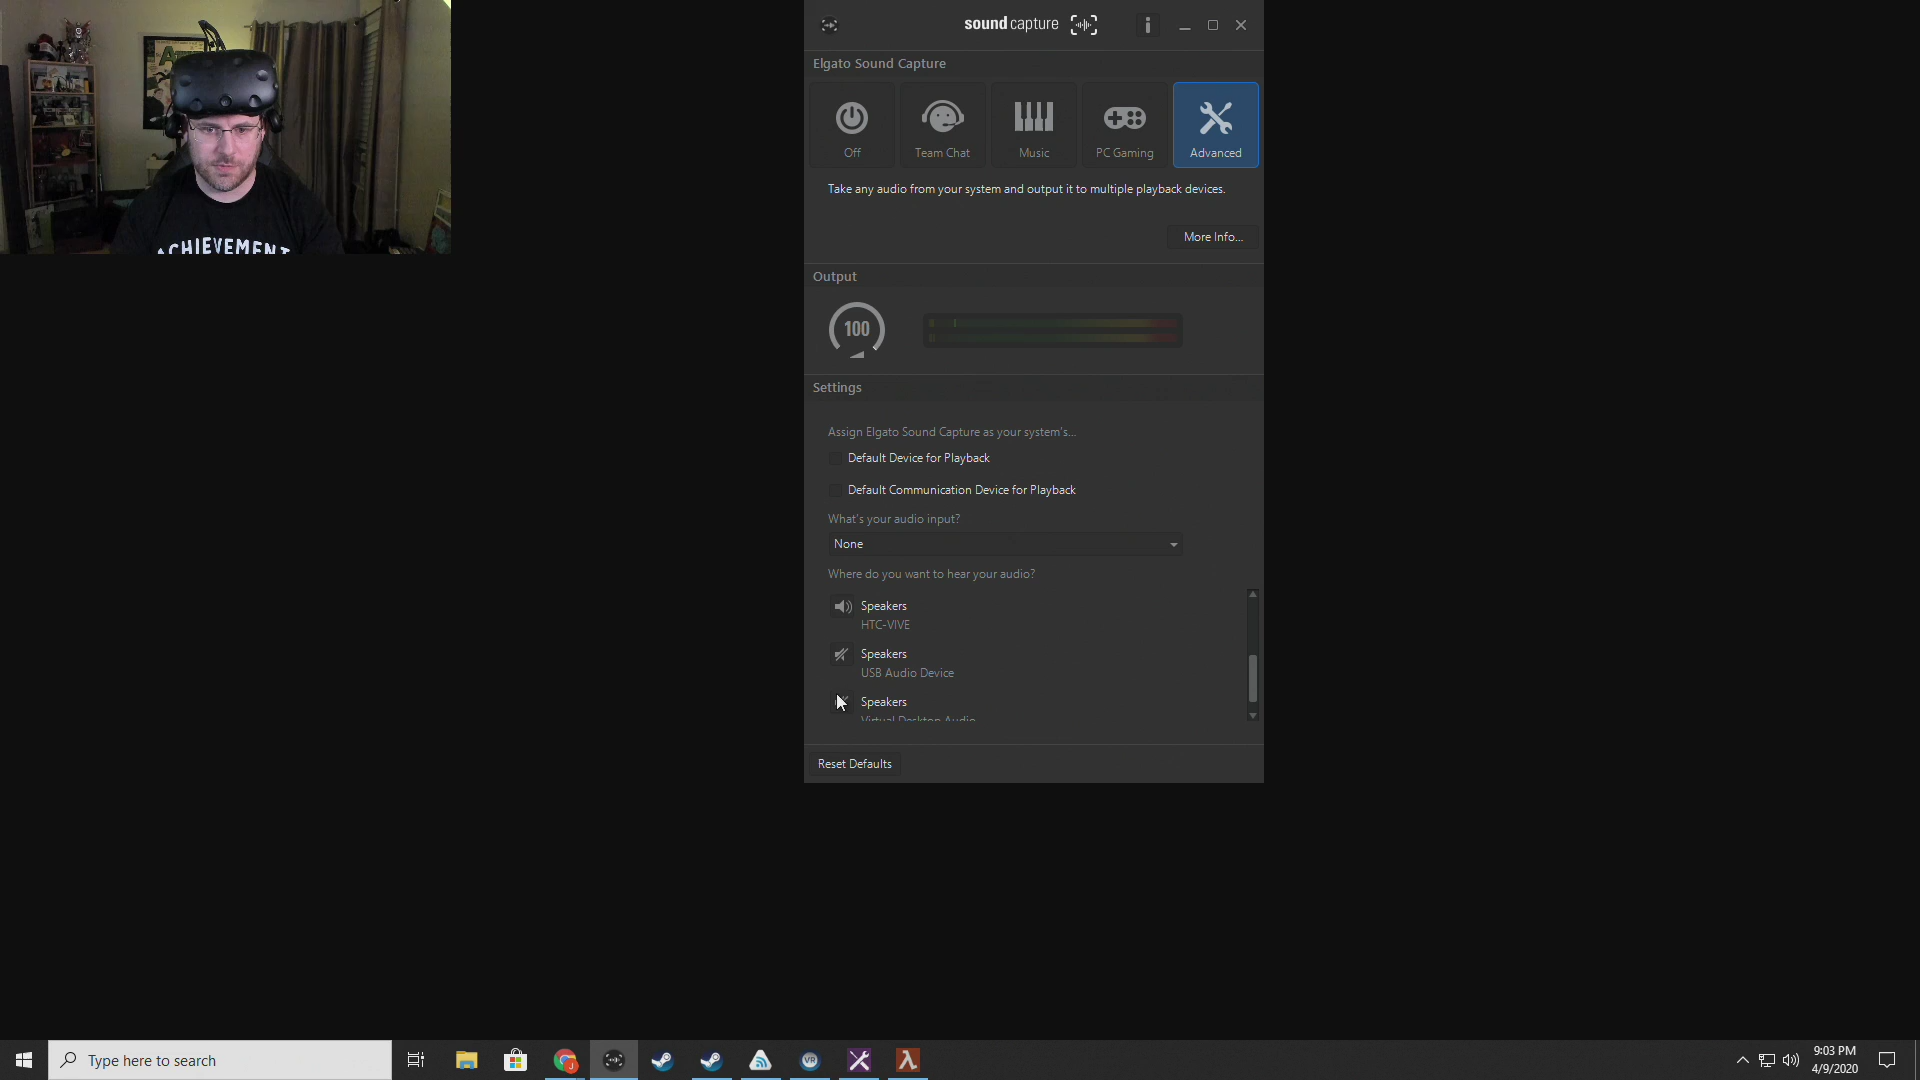 ACHIEVEMENT
sound capture
Elgato Sound Capture
Off
Team Chat
Music
PC Gaming
Advanced
Take any audio from your system and output it to multiple playback devices.
More Info...
Output
100
Settings
Assign Elgato Sound Capture as your system's...
Default Device for Playback
Default Communication Device for Playback
What's your audio input?
None
Where do you want to hear your audio?
Speakers
HTC-VIVE
Speakers
USB Audio Device
Speakers
Virtual Desktop Audio
Reset Defaults
Type here to search
VR
9:03 PM
4/9/2020